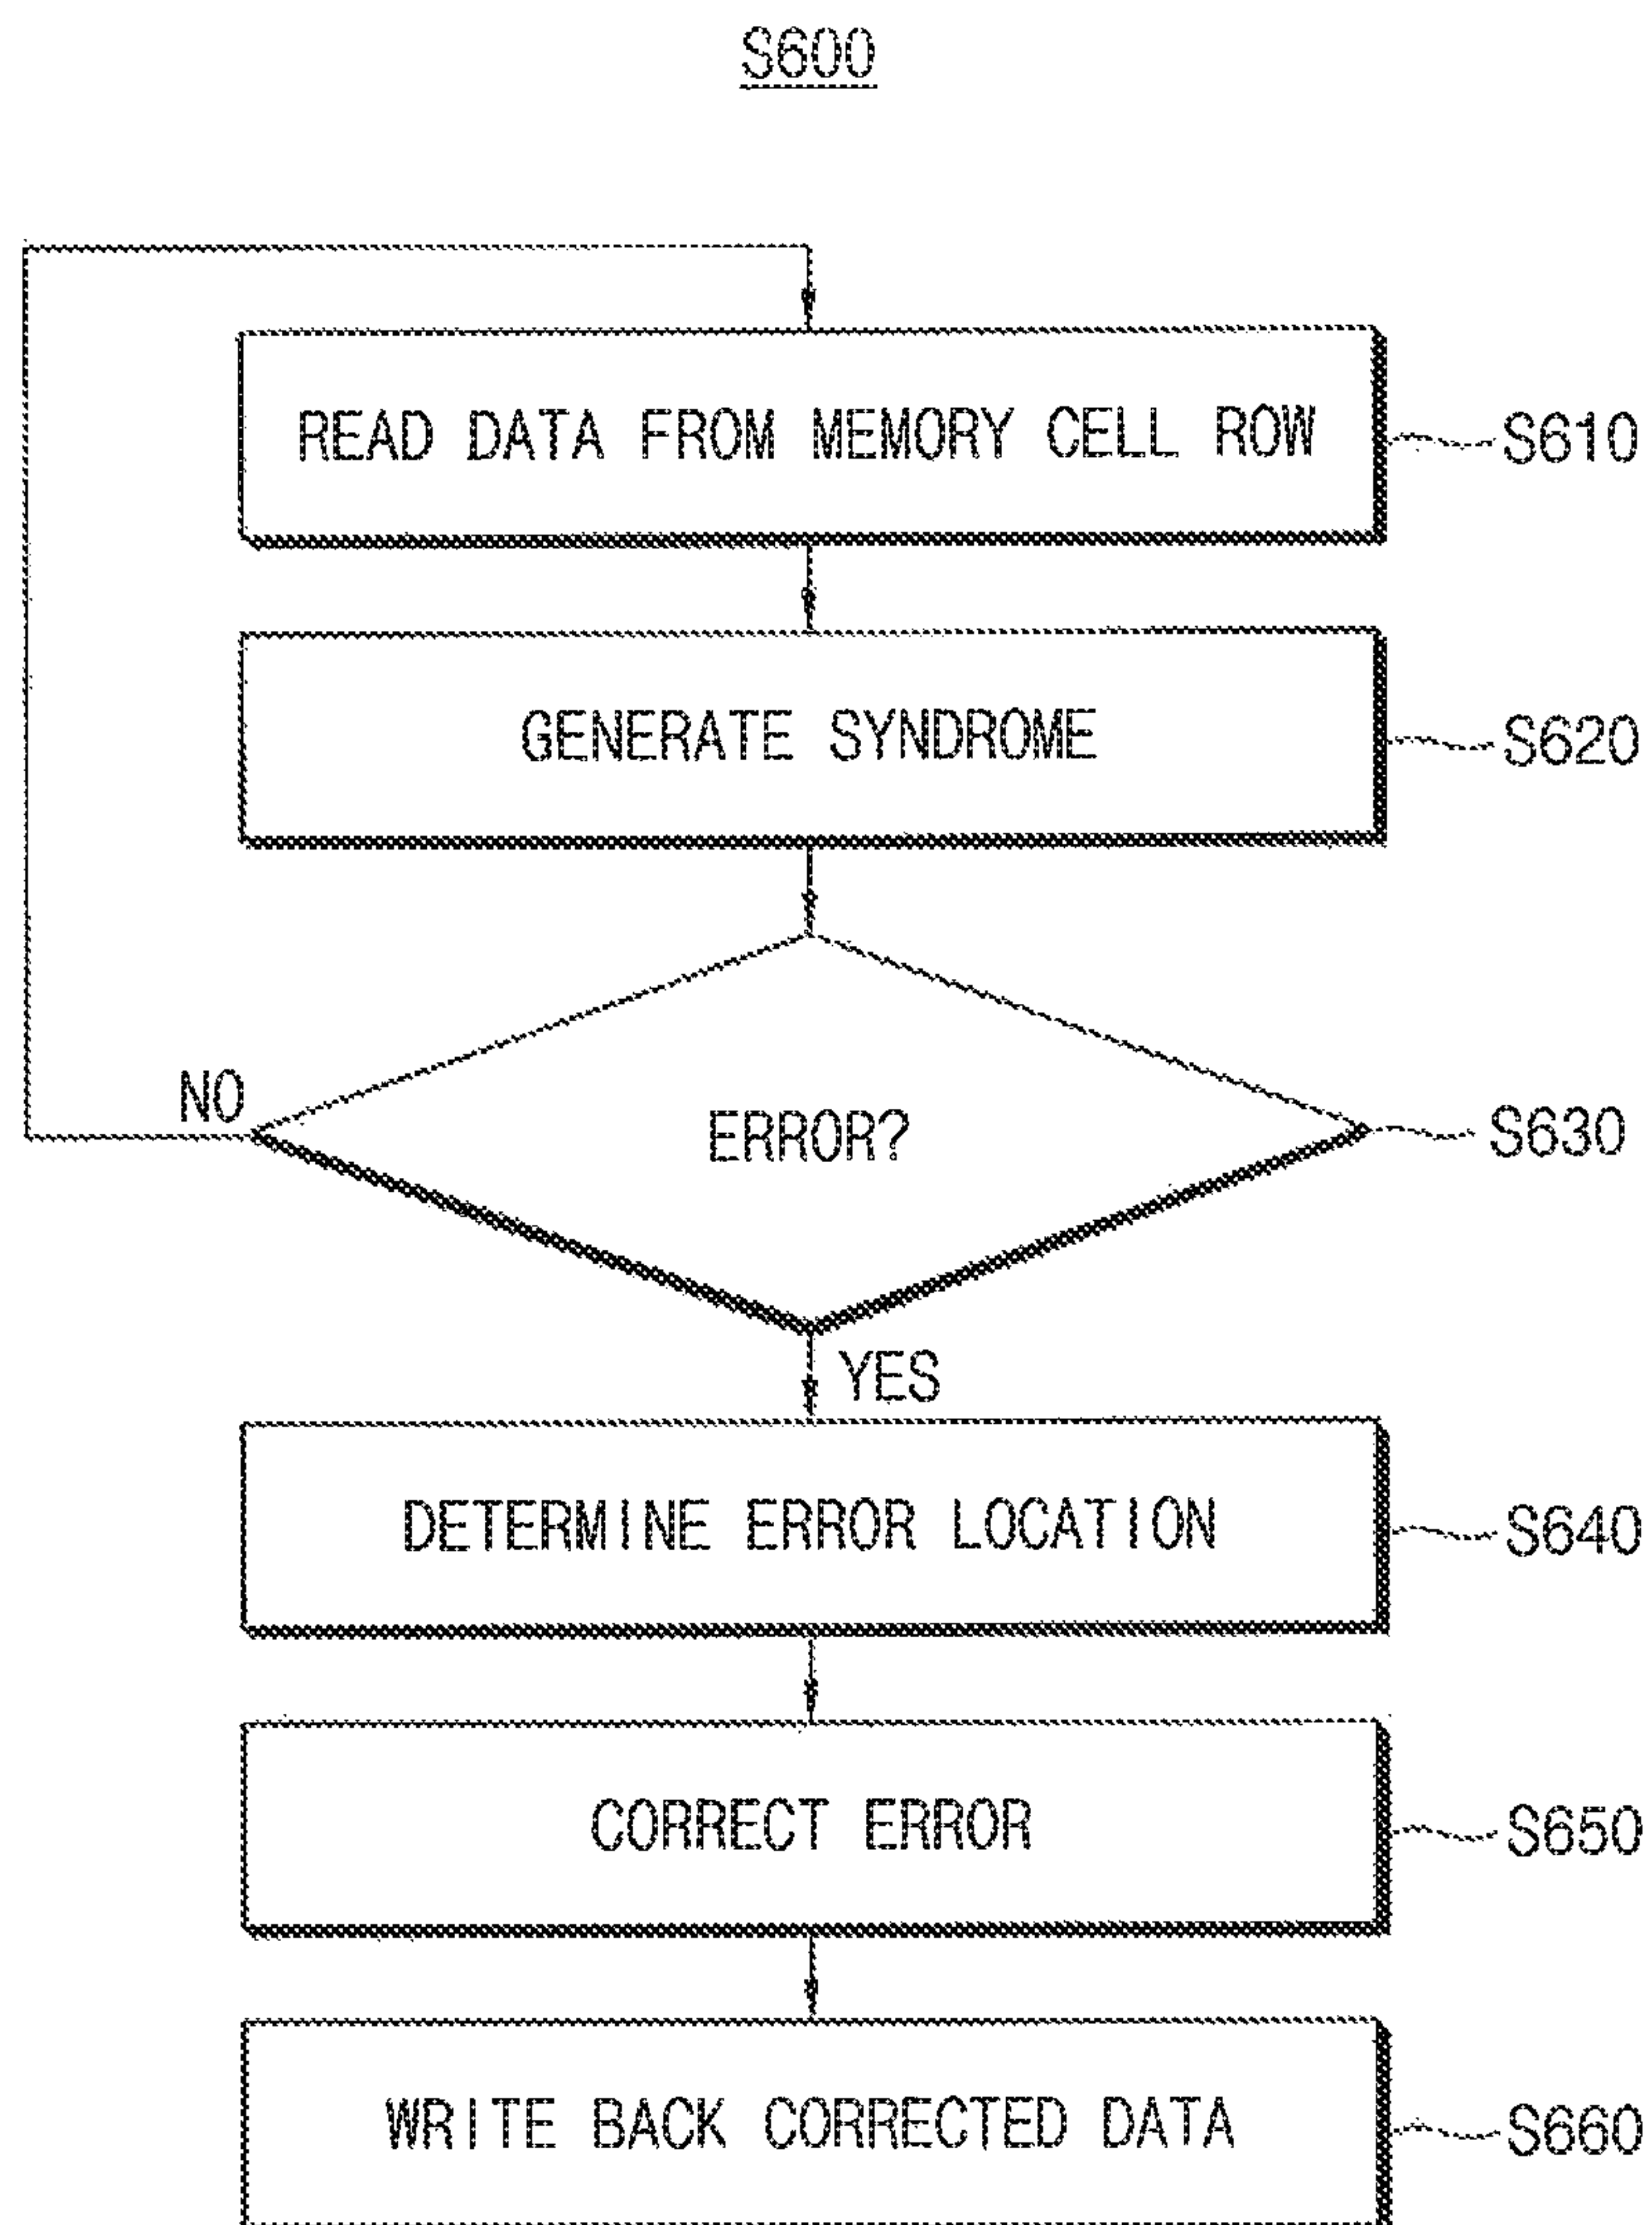 S600
READ DATA FROM MEMORY CELL ROW
S610
GENERATE SYNDROME
S620
NO
ERROR?
S630
YES
DETERMINE ERROR LOCATION
S640
CORRECT ERROR
S650
WRITE BACK CORRECTED DATA
S660